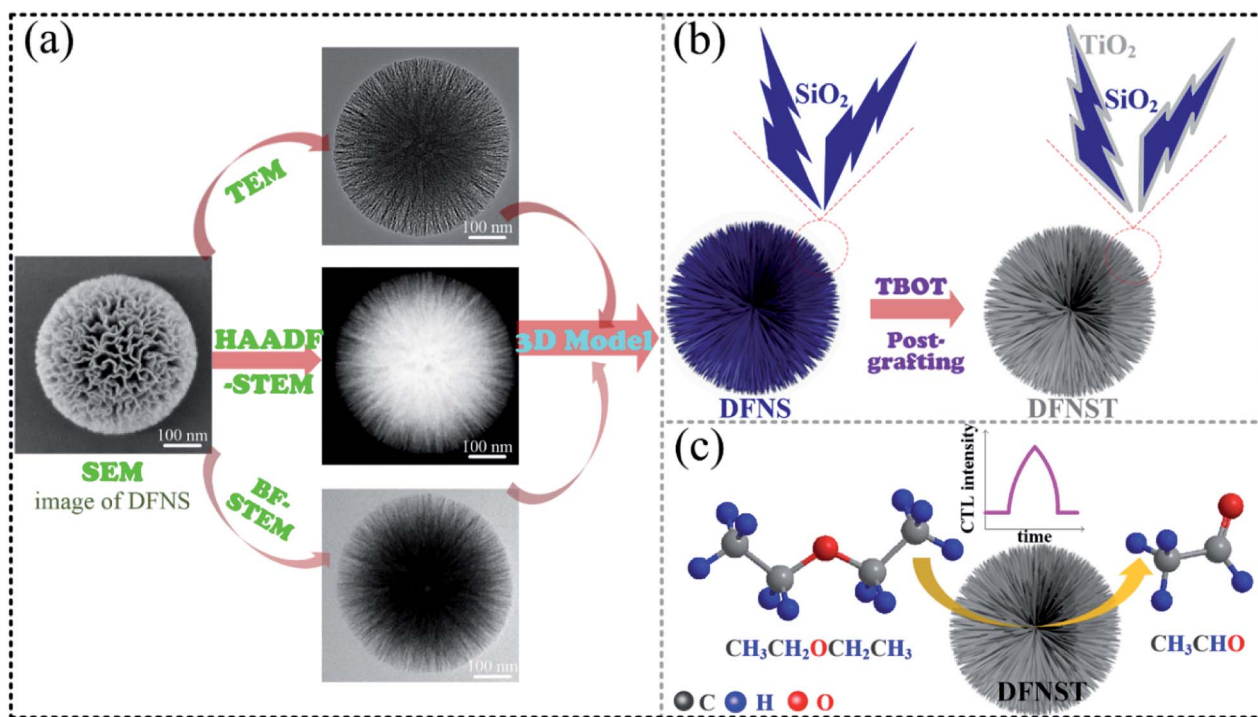 (a)
TEM
100 nm
HAADF
-STEM
100 nm
3D Model
100 nm
SEM
image of DFNS
BF-
STEM
100 nm
(b)
SiO₂
TiO₂
SiO₂
TBOT
Post-
grafting
DFNS
DFNST
(c)
CTL intensity
time
CH₃CH₂OCH₂CH₃
CH₃CHO
DFNST
C H O